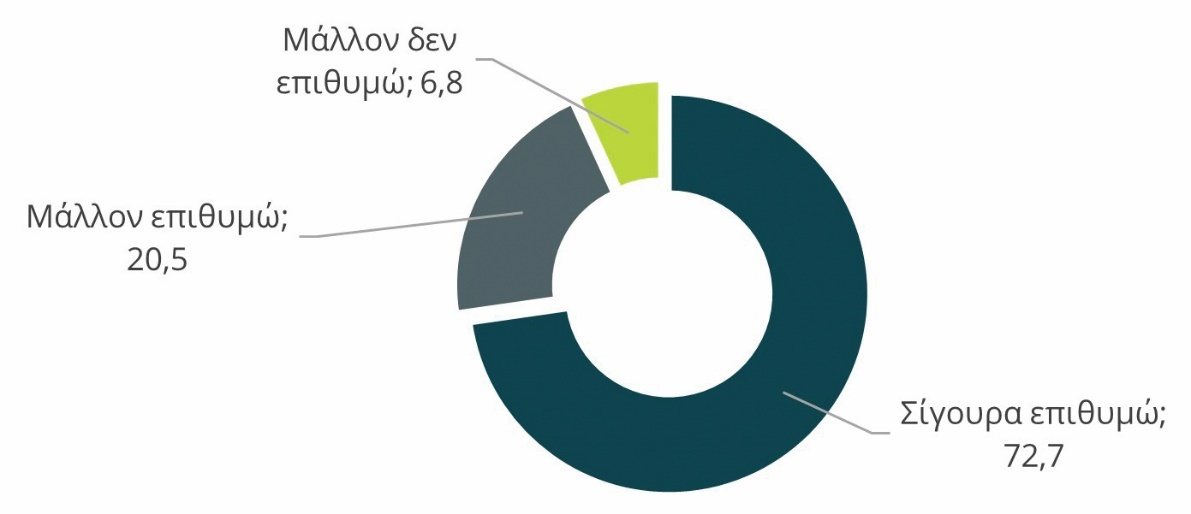 Μάλλον δεν
επιθυμώ; 6,8
Μάλλον επιθυμώ;
20,5
Σίγουρα επιθυμώ;
72,7